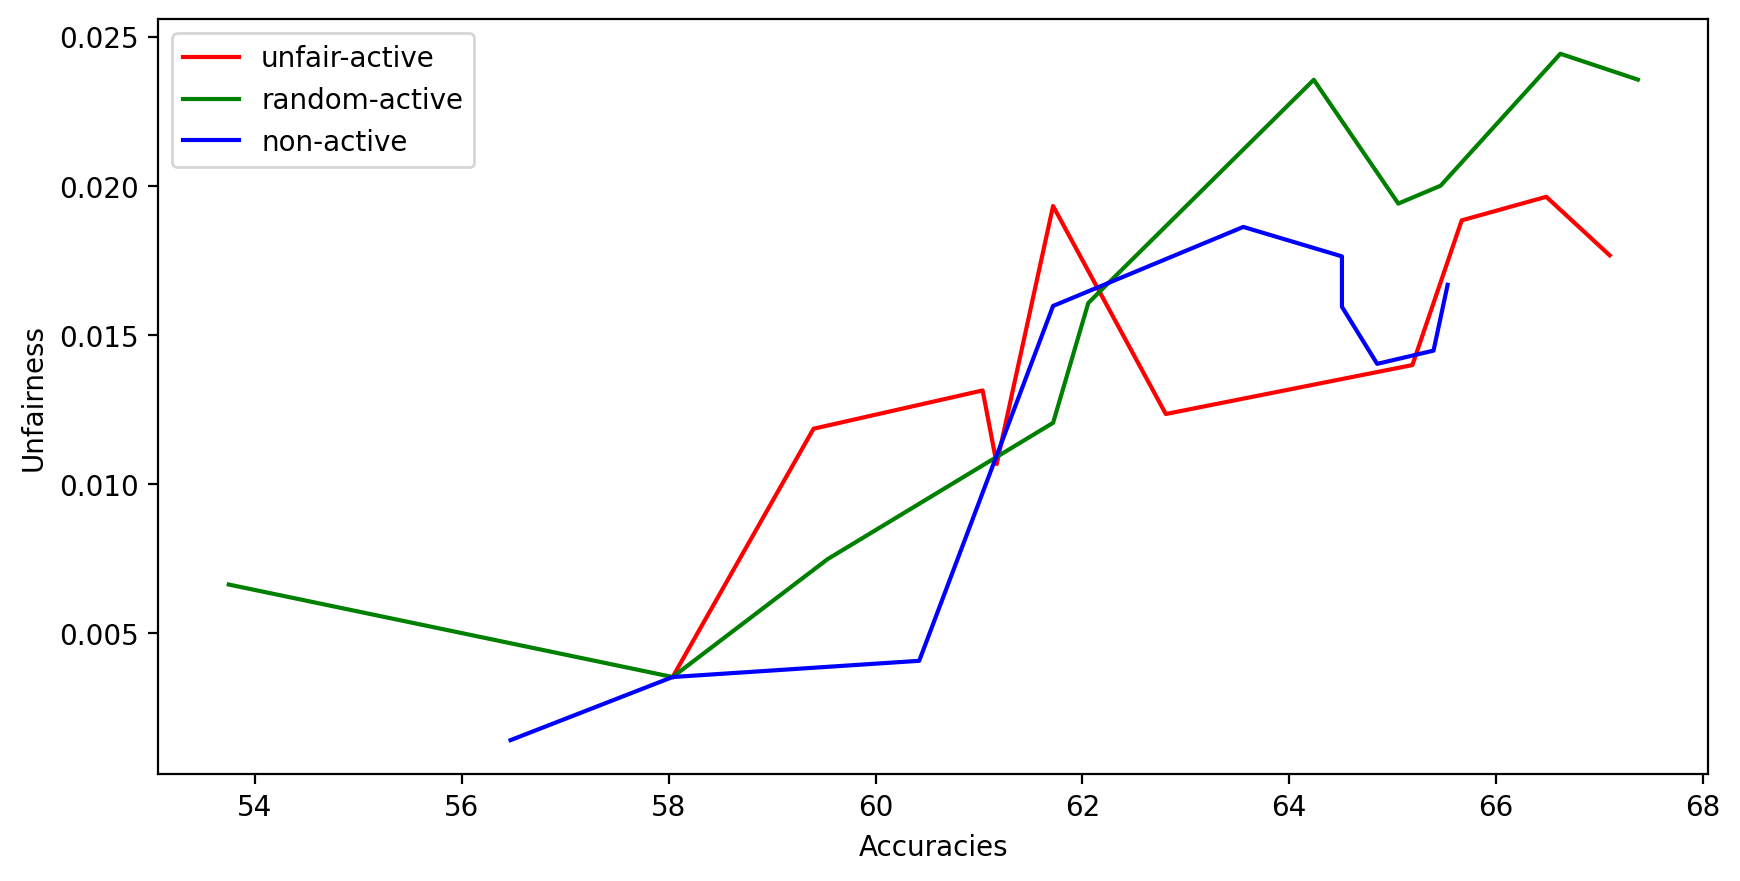 unfair-active
random-active
non-active
0.025
0.020
0.015
0.010
0.005
Unfairness
54 56 58 60 62 64 66 68
Accuracies